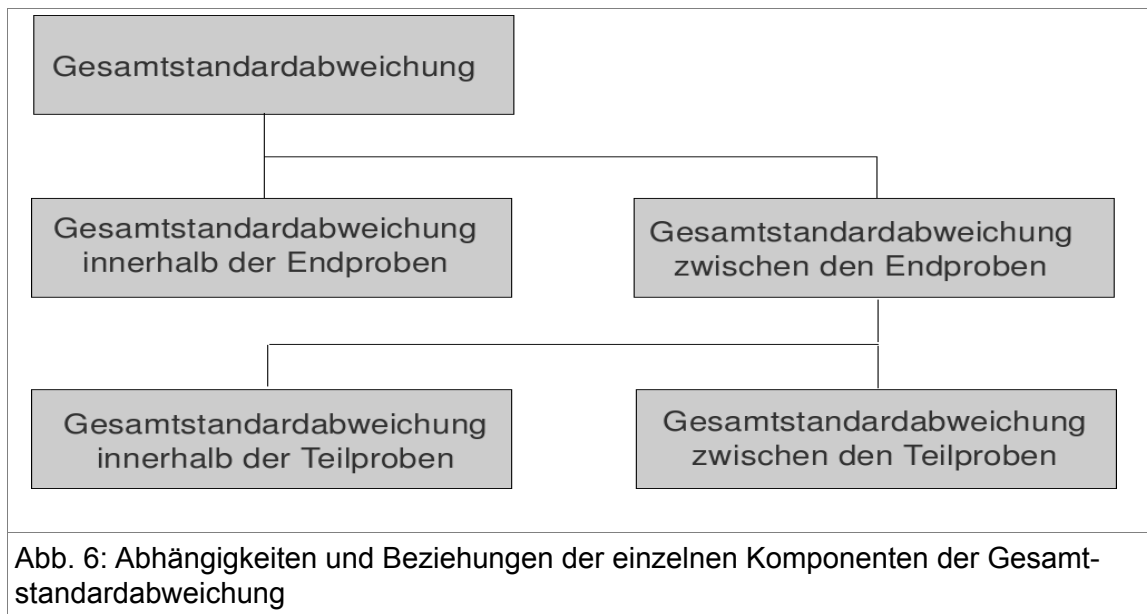 Gesamtstandardabweichung
Gesamtstandardabweichung
innerhalb der Endproben
Gesamtstandardabweichung
zwischen den Endproben
Gesamtstandardabweichung
innerhalb der Teilproben
Gesamtstandardabweichung
zwischen den Teilproben
Abb. 6: Abhängigkeiten und Beziehungen der einzelnen Komponenten der Gesamt-
standardabweichung